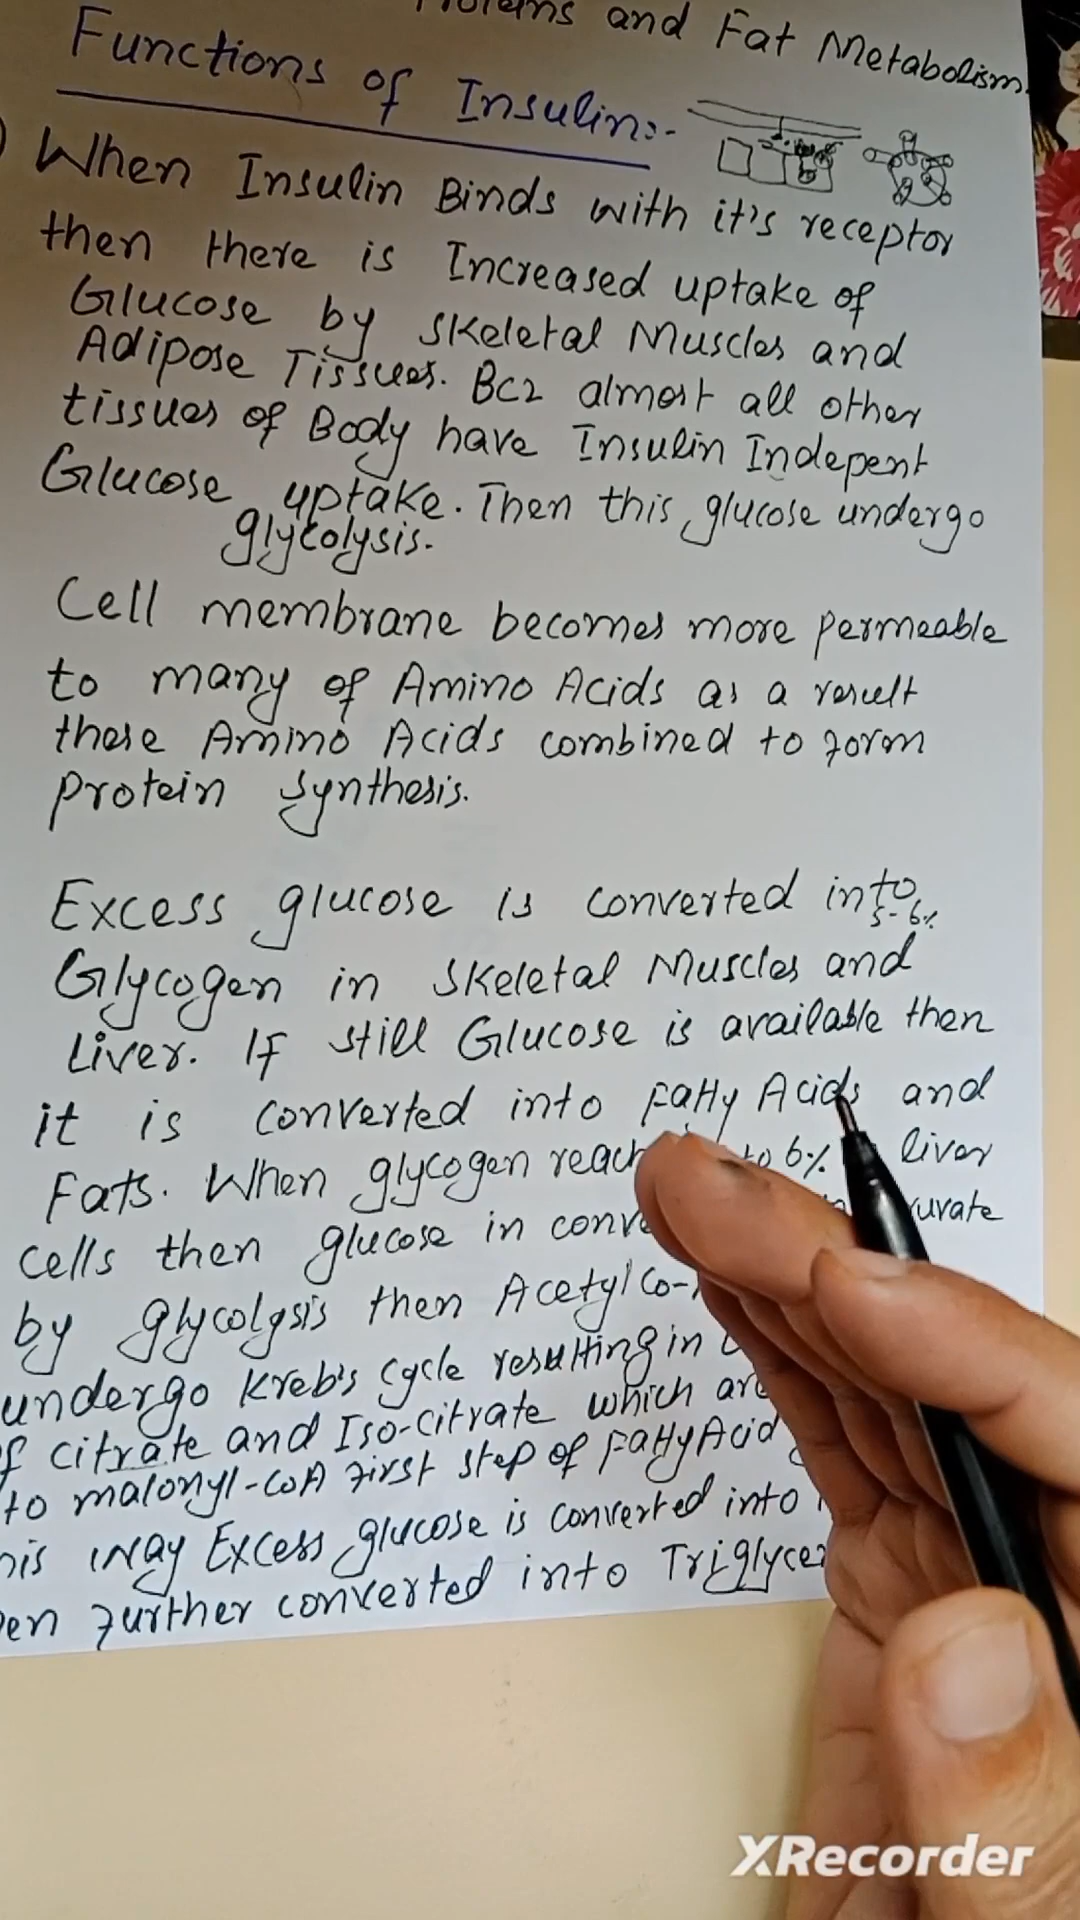 and Fat Metabolism.
Functions of Insulin:-
When Insulin Binds with it's receptor
then there is Increased uptake of
Glucose by Skeletal Muscles and
Adipose Tissues. Bcz almost all other
tissues of Body have Insulin Indepent
Glucose uptake. Then this glucose undergo
glycolysis.
Cell membrane becomes more permeable
to many of Amino Acids as a result
these Amino Acids combined to form
Protein Synthesis.
Excess glucose is converted into
5-6%
Glycogen in Skeletal Muscles and
Liver. If still Glucose is available then
it is converted into Fatty Acids and
Fats. When glycogen reach to 6% liver
cells then glucose in
by glycolysis then Acetyl Co-
undergo Kreb's cycle resulting in
citrate and Iso-citrate which are
to malonyl-CoA first step of Fatty Acid
way Excess glucose is converted into
further converted into
XRecorder